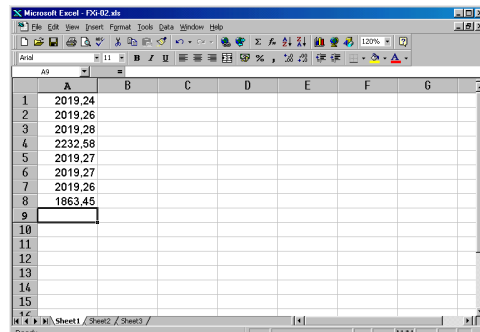 Microsoft Excel - FXi-02.xls
File Edit View Insert Format Tools Data Window Help
120%
Arial 11 B I U % ,
A9 =
A B C D E F G
1 2019,24
2 2019,26
3 2019,28
4 2232,58
5 2019,27
6 2019,27
7 2019,26
8 1863,45
9
10
11
12
13
14
15
16
Sheet1 / Sheet2 / Sheet3